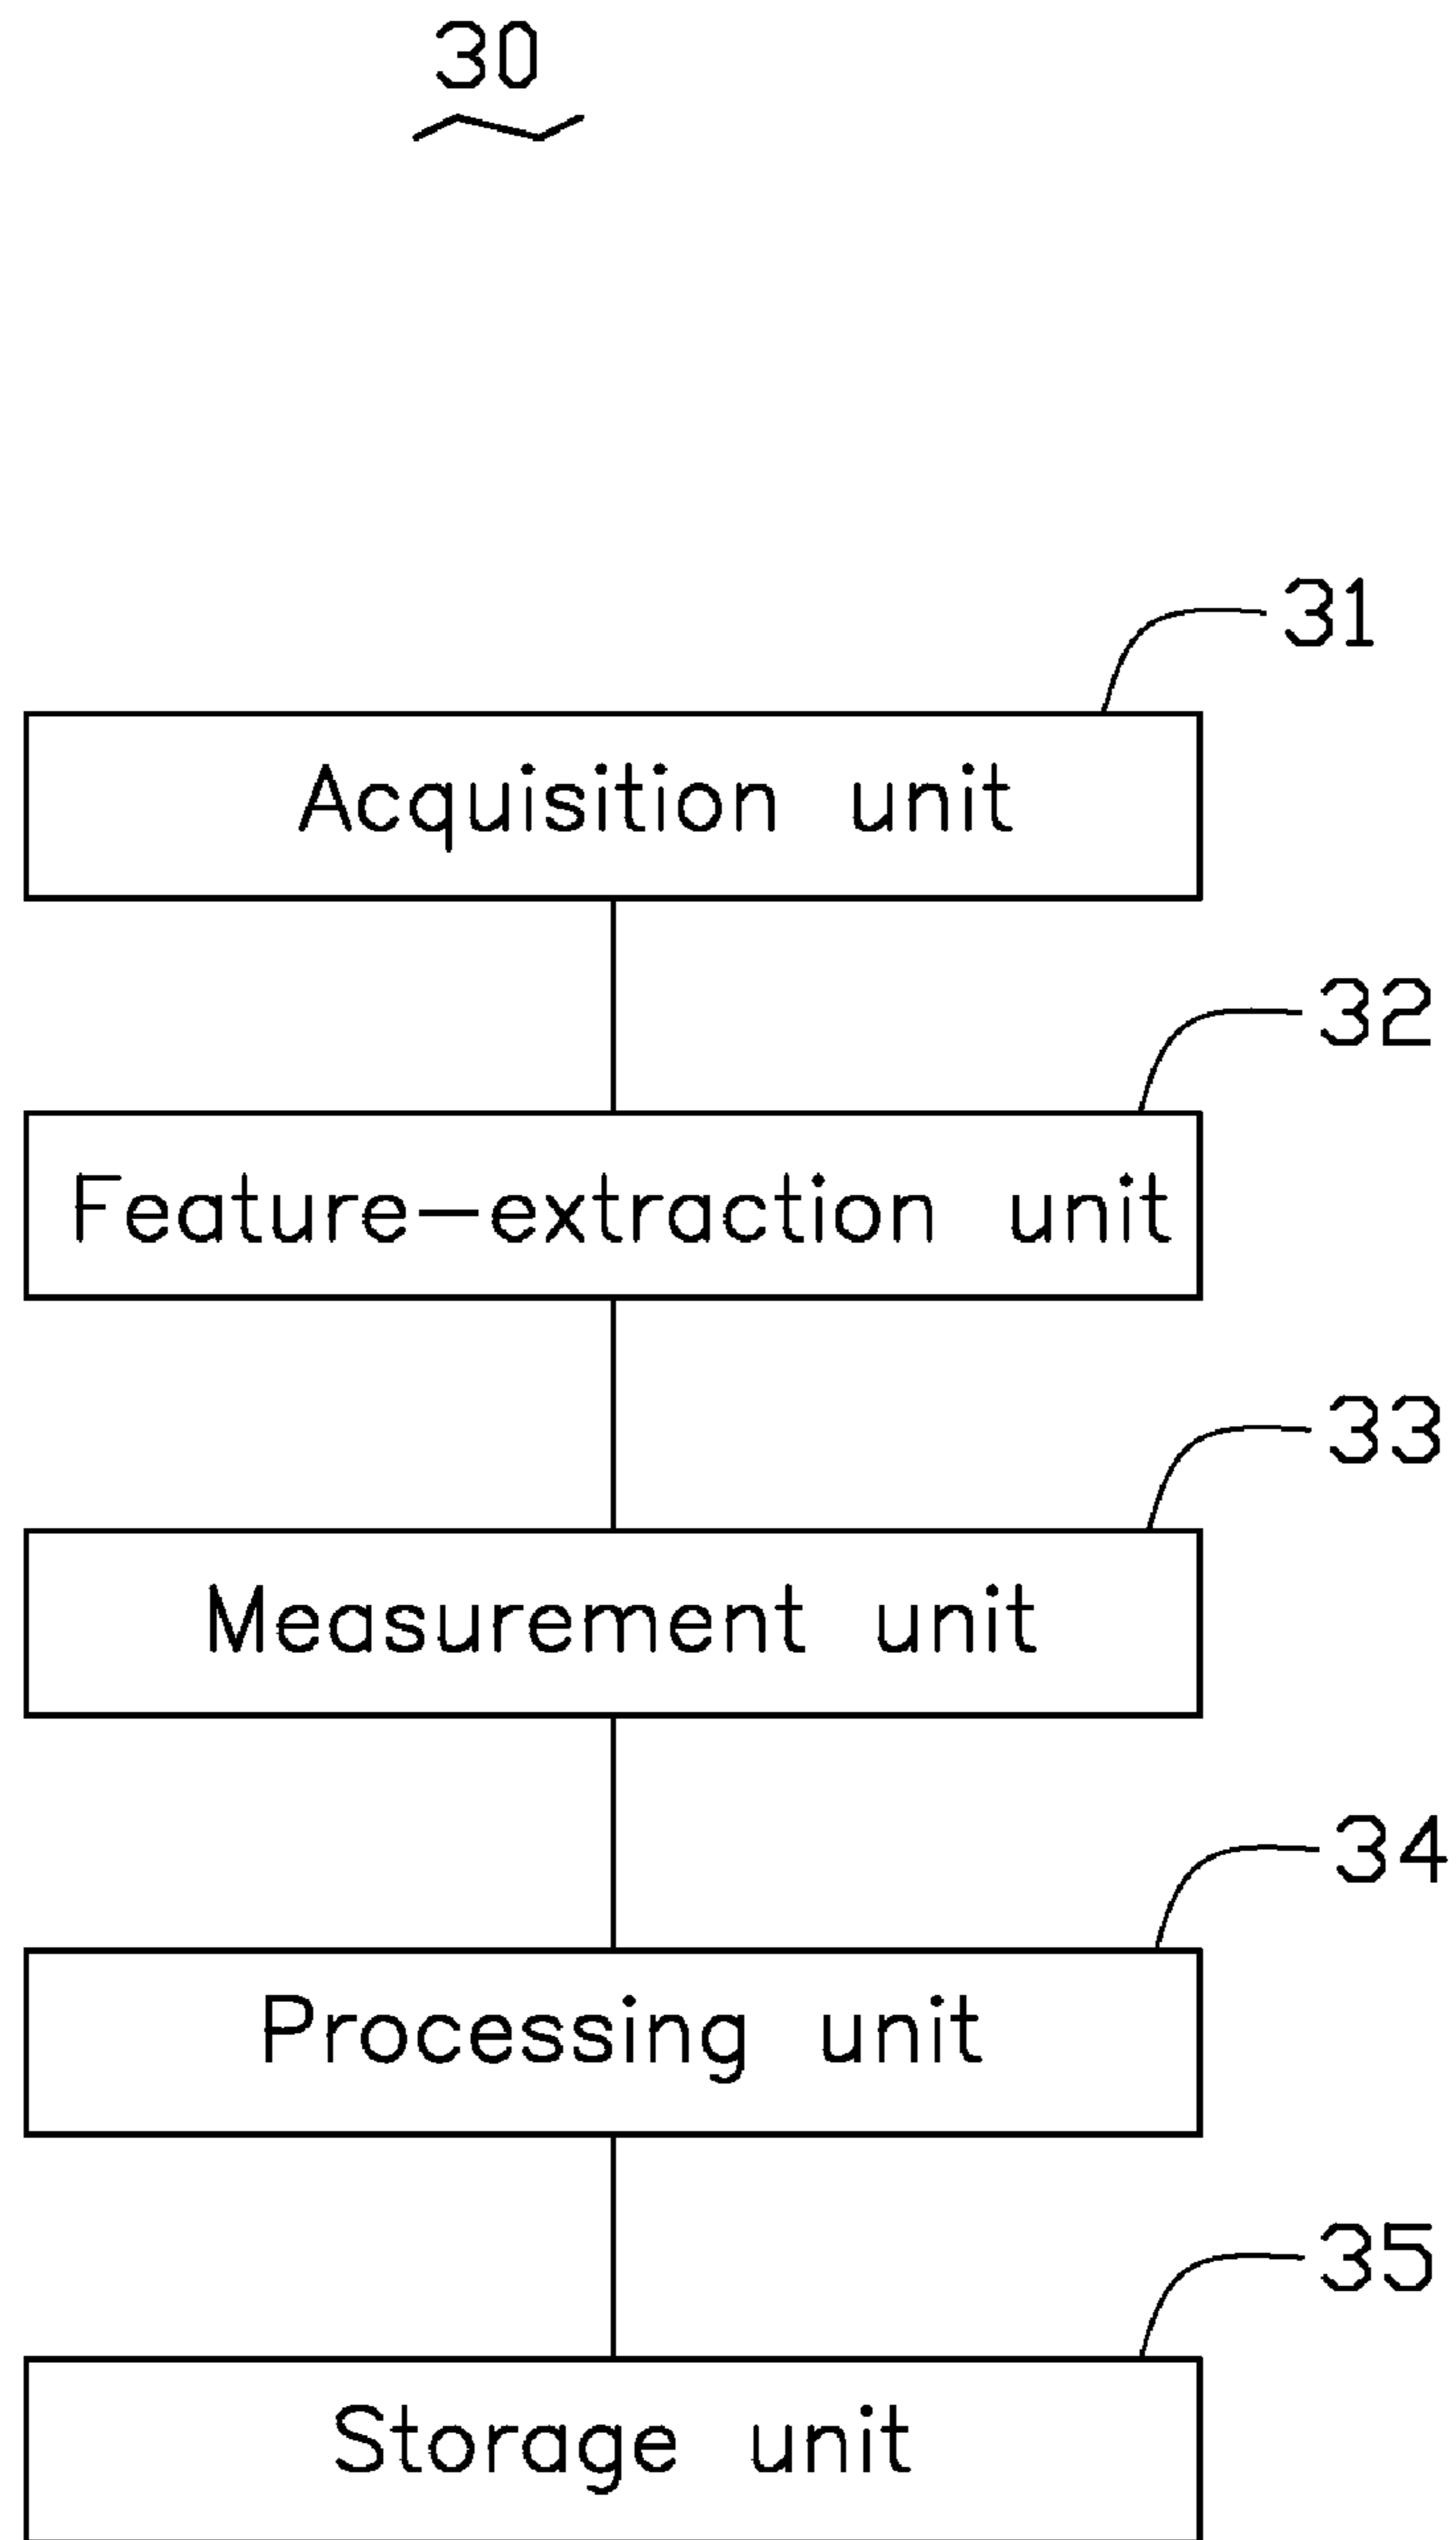 30
31
Acquisition unit
32
Feature-extraction unit
33
Measurement unit
34
Processing unit
35
Storage unit